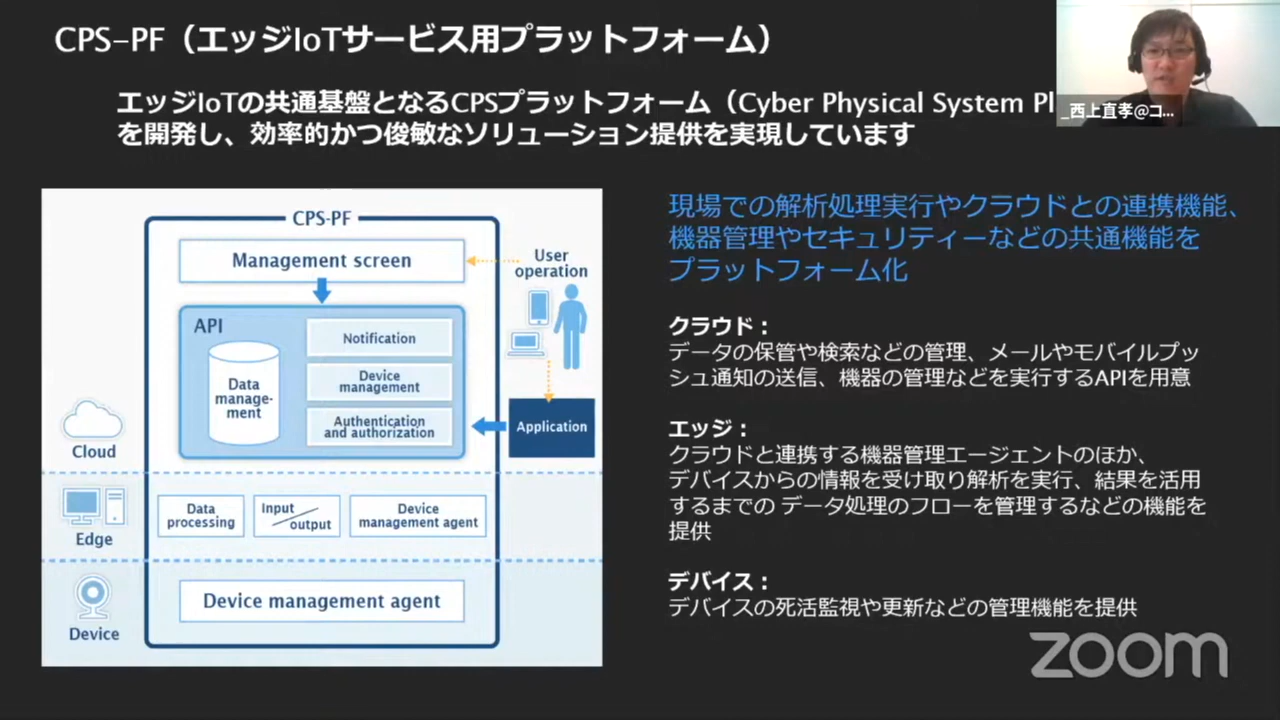 CPS-PF（エッジIoTサービス用プラットフォーム）
エッジIoTの共通基盤となるCPSプラットフォーム（Cyber Physical System Pl
を開発し、効率的かつ俊敏なソリューション提供を実現しています
_西上直孝@コ...
CPS-PF
Management screen
User
operation
API
Notification
Data
manage-
ment
Device
management
Authentication
and authorization
Application
Cloud
Data
processing
Input
output
Device
management agent
Edge
Device management agent
Device
現場での解析処理実行やクラウドとの連携機能、
機器管理やセキュリティーなどの共通機能を
プラットフォーム化
クラウド：
データの保管や検索などの管理、メールやモバイルプッ
シュ通知の送信、機器の管理などを実行するAPIを用意
エッジ：
クラウドと連携する機器管理エージェントのほか、
デバイスからの情報を受け取り解析を実行、結果を活用
するまでの データ処理のフローを管理するなどの機能を
提供
デバイス：
デバイスの死活監視や更新などの管理機能を提供
zoom